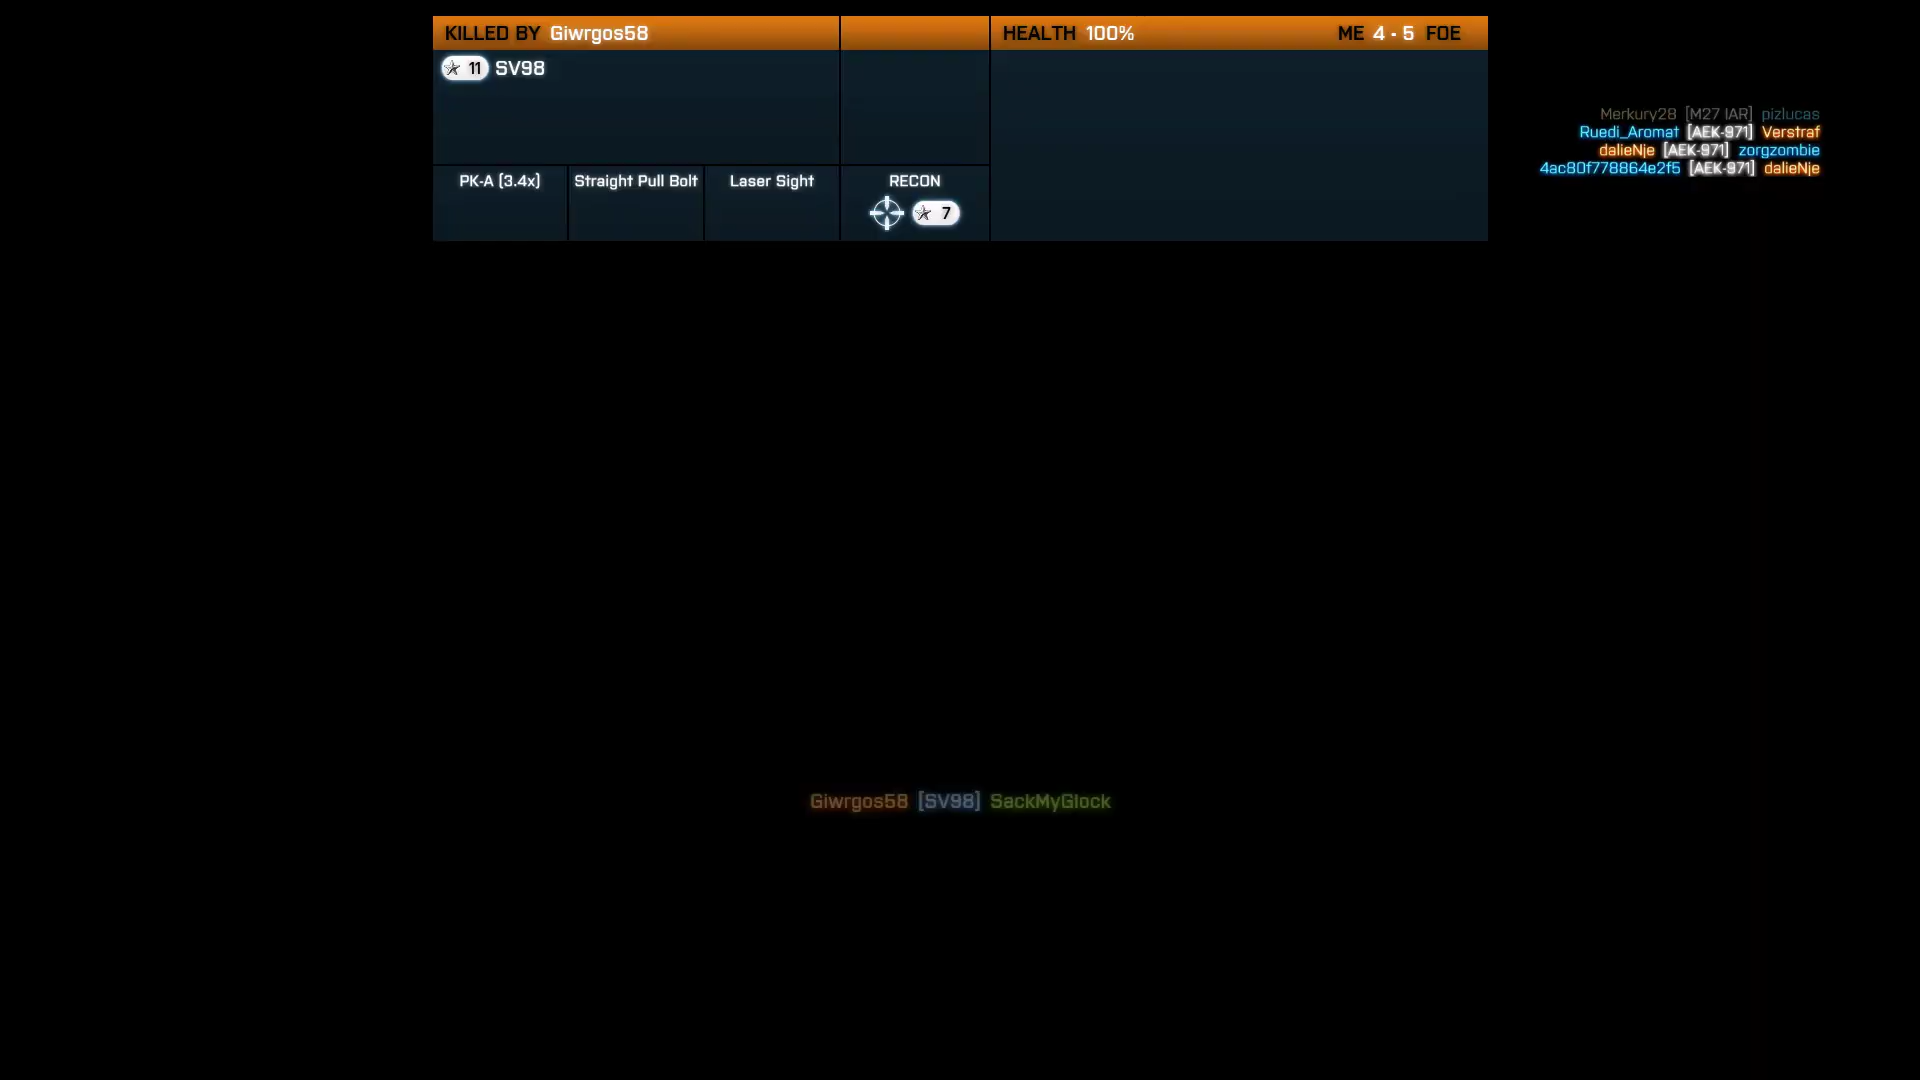 KILLED BY Giwrgos58
HEALTH 100%
ME 4 - 5 FOE
11 SV98
PK-A (3.4x)
Straight Pull Bolt
Laser Sight
RECON
7
Merkury28 [M27 IAR] pizlucas
Ruedi_Aromat [AEK-971] Verstraf
dalieNje [AEK-971] zorgzombie
4ac80f778864e2f5 [AEK-971] dalieNje
Giwrgos58 [SV98] SackMyGlock